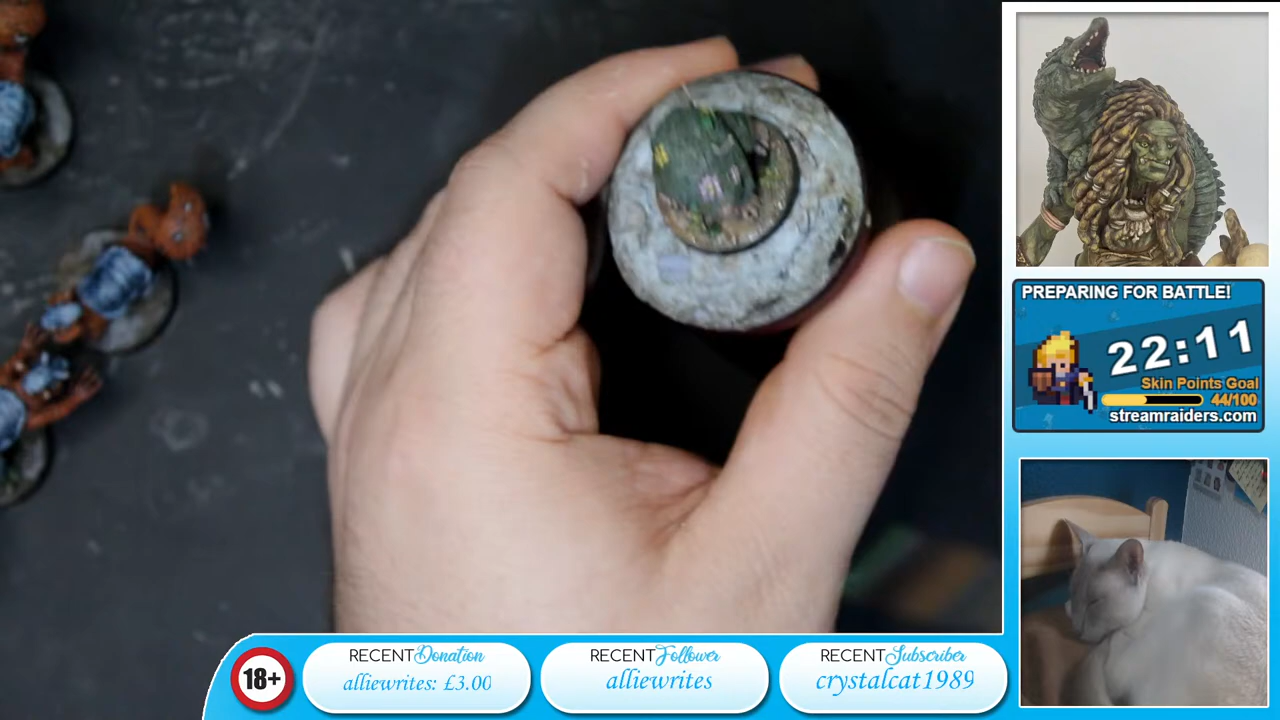 PREPARING FOR BATTLE!
22:11
Skin Points Goal
44/100
streamraiders.com
18+
RECENT Donation
alliewrites: £3.00
RECENT Follower
alliewrites
RECENT Subscriber
crystalcat1989